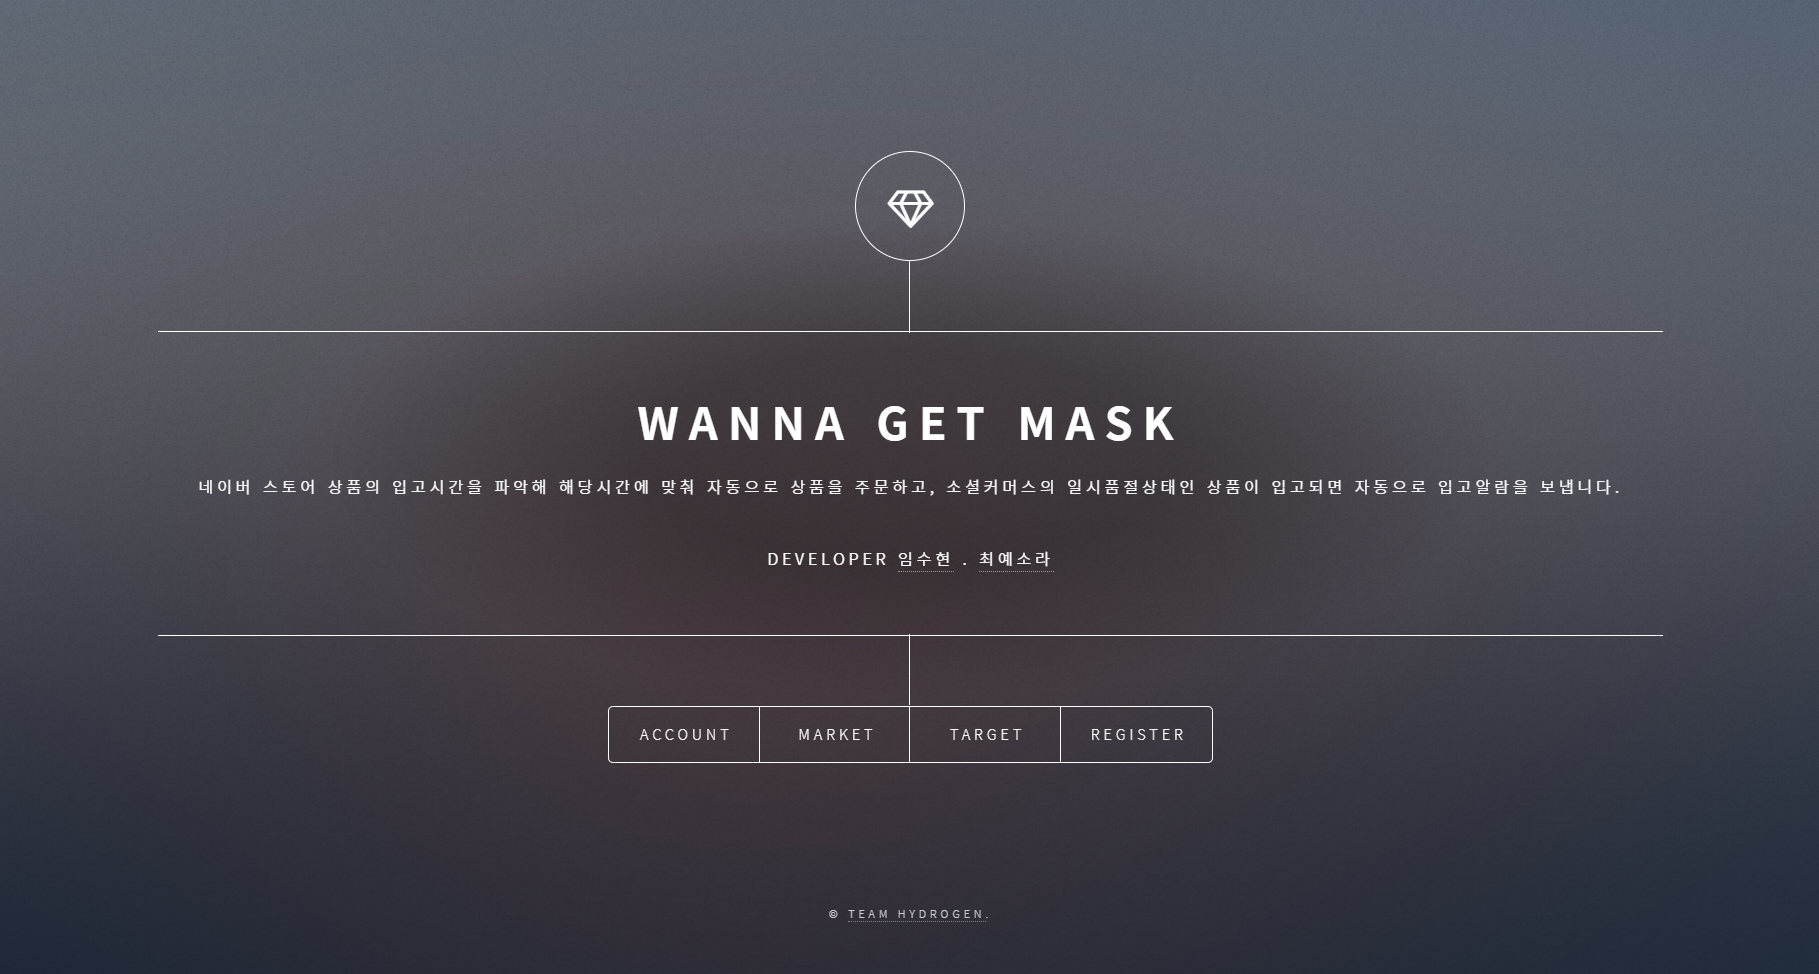 WANNA GET MASK
네이버 스토어 상품의 입고시간을 파악해 해당시간에 맞춰 자동으로 상품을 주문하고, 소셜커머스의 일시품절상태인 상품이 입고되면 자동으로 입고알람을 보냅니다.
DEVELOPER 임수현 . 최예소라
ACCOUNT MARKET TARGET REGISTER
© TEAM HYDROGEN.